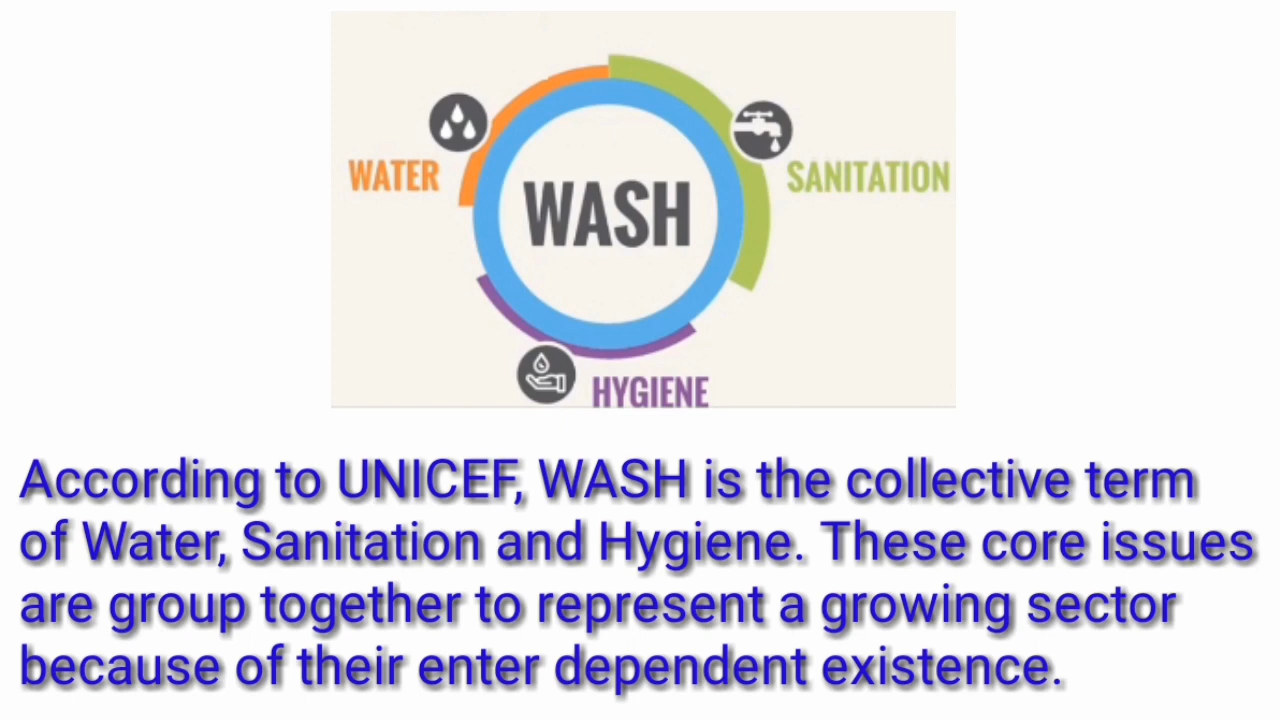 WATER
SANITATION
WASH
HYGIENE
According to UNICEF, WASH is the collective term
of Water, Sanitation and Hygiene. These core issues
are group together to represent a growing sector
because of their enter dependent existence.